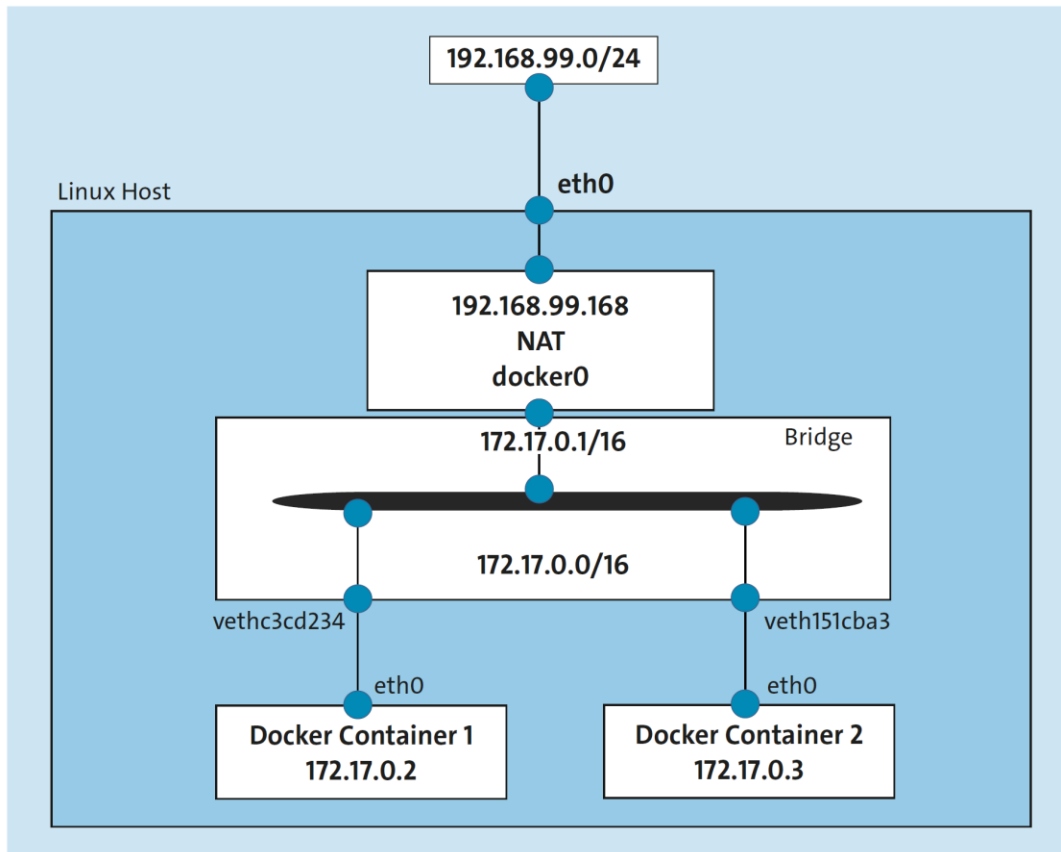 192.168.99.0/24
eth0
Linux Host
192.168.99.168
NAT
docker0
172.17.0.1/16
Bridge
172.17.0.0/16
vethc3cd234
veth151cba3
eth0
eth0
Docker Container 1
172.17.0.2
Docker Container 2
172.17.0.3